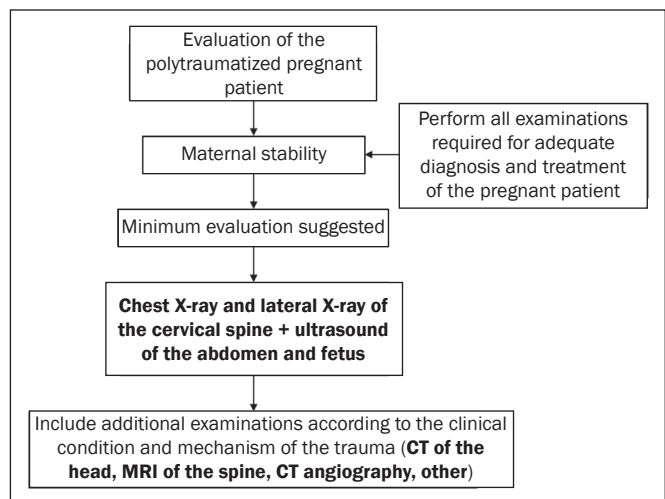 Evaluation of the
polytraumatized pregnant
patient
Perform all examinations
required for adequate
diagnosis and treatment
of the pregnant patient
Maternal stability
Minimum evaluation suggested
Chest X-ray and lateral X-ray of
the cervical spine + ultrasound
of the abdomen and fetus
Include additional examinations according to the clinical
condition and mechanism of the trauma (CT of the
head, MRI of the spine, CT angiography, other)